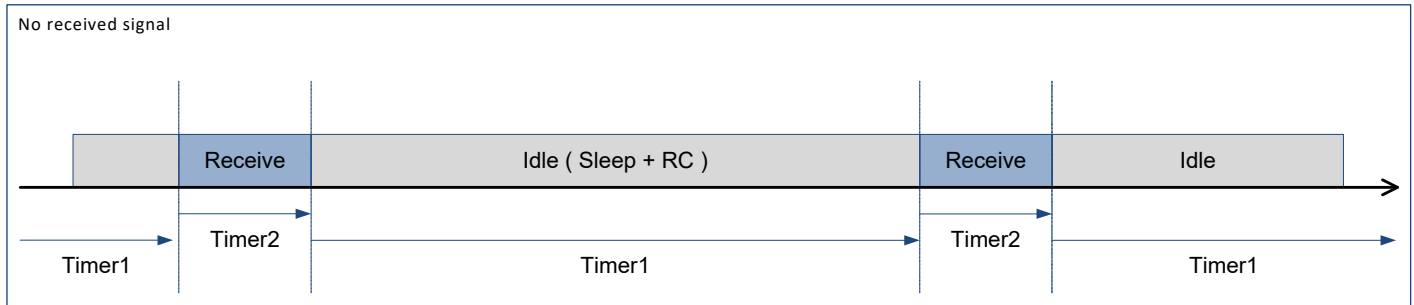 No received signal
Receive
Idle ( Sleep + RC )
Receive
Idle
Timer2
Timer2
Timer1
Timer1
Timer1